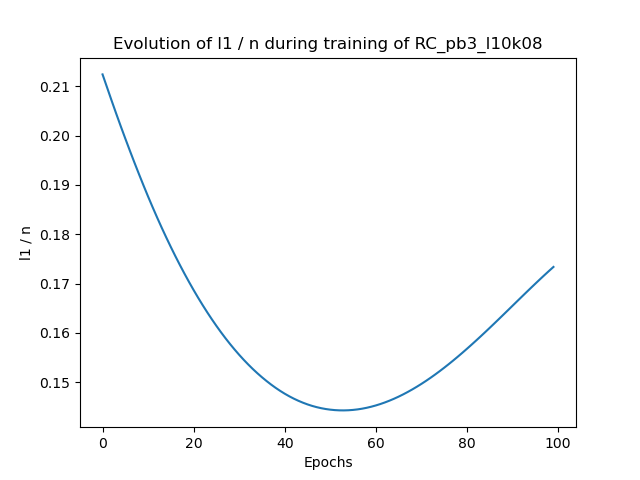 Evolution of l1 / n during training of RC_pb3_l10k08
0.21
0.20
0.19
0.18
0.17
0.16
0.15
l1 / n
0 20 40 60 80 100
Epochs